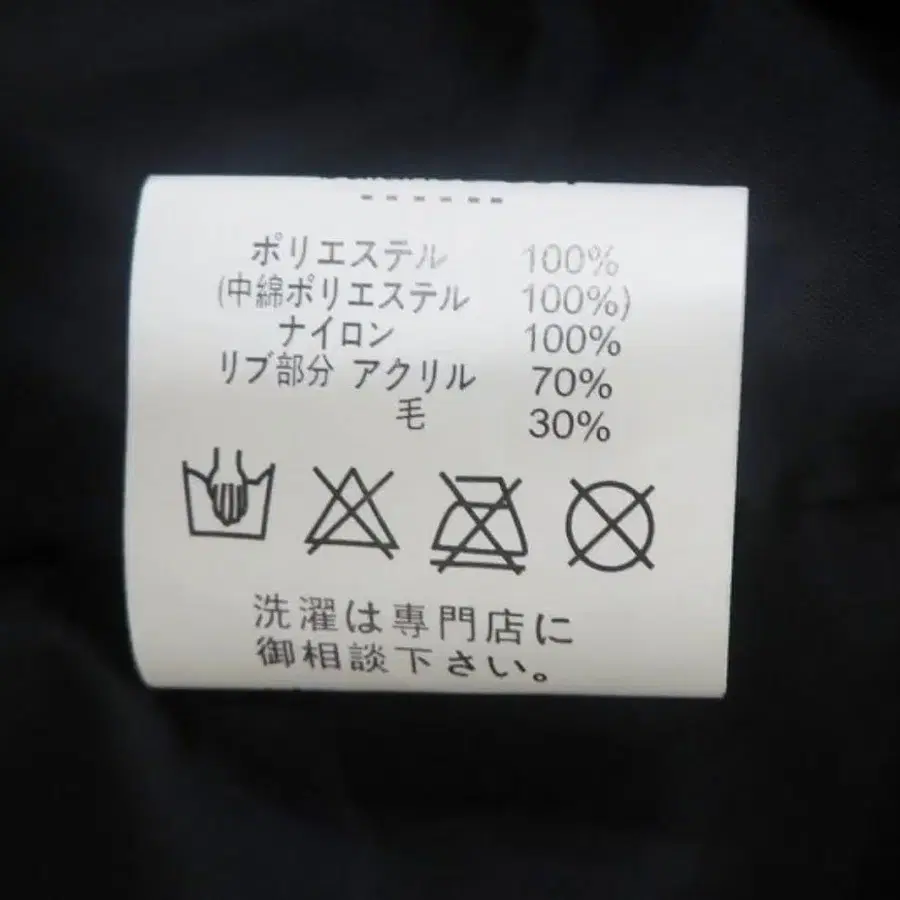 ポリエステル 100%
(中綿ポリエステル 100%)
ナイロン 100%
リブ部分 アクリル 70%
毛 30%
洗濯は専門店に
御相談下さい。